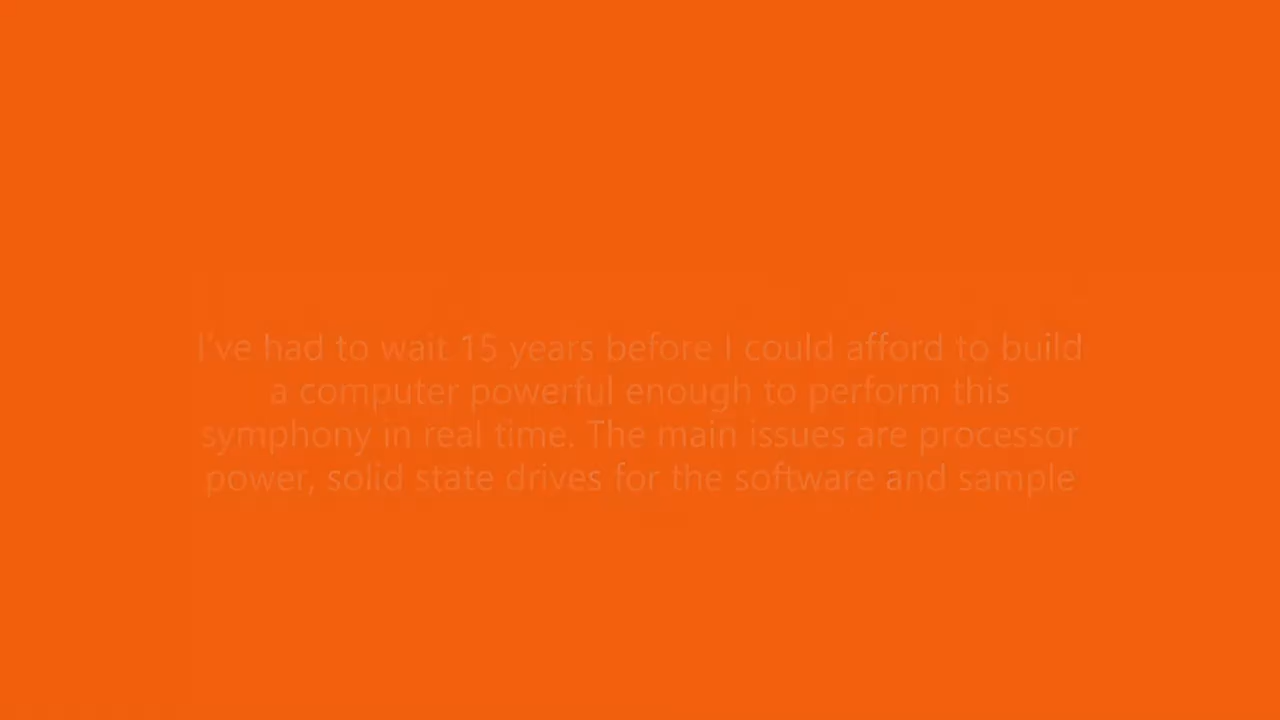 I've had to wait 15 years before I could afford to build
a computer powerful enough to perform this
symphony in real time. The main issues are processor
power, solid state drives for the software and sample